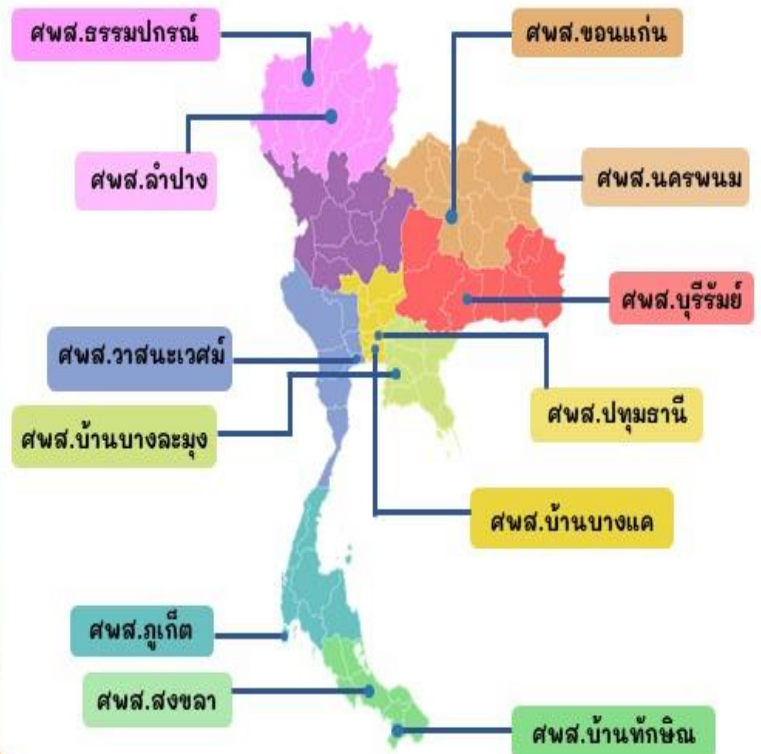 ศพส.ธรรมปกรณ์
ศพส.ขอนแก่น
ศพส.ลำปาง
ศพส.นครพนม
ศพส.บุรีรัมย์
ศพส.วาสนะเวศม์
ศพส.ปทุมธานี
ศพส.บ้านบางละมุง
ศพส.บ้านบางแค
ศพส.ภูเก็ต
ศพส.สงขลา
ศพส.บ้านทักษิณ